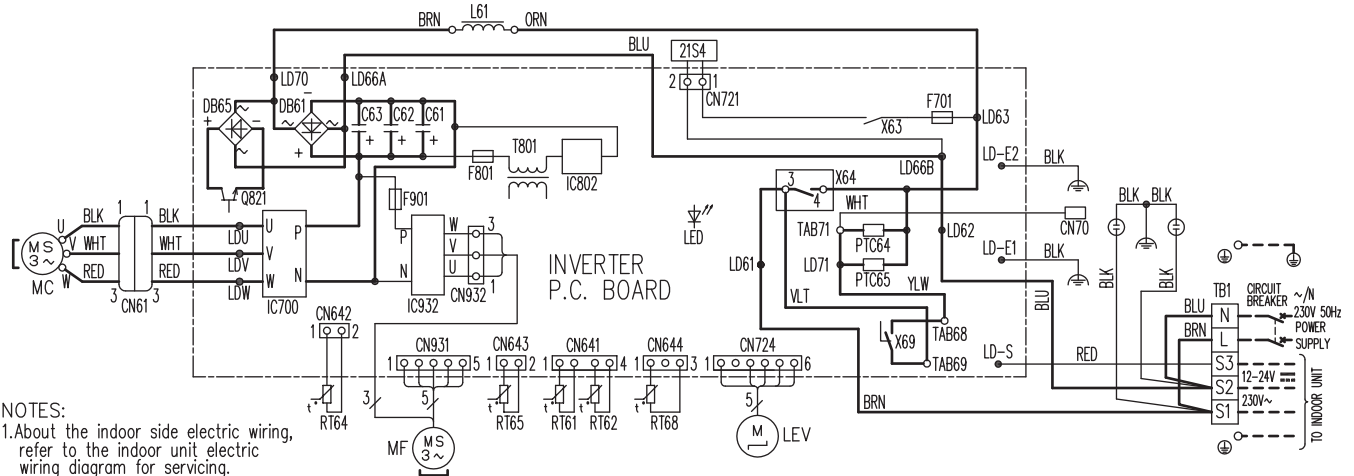 BRN L61 ORN
BLU
21S4
2 1
CN721
LD70 LD66A
DB65 DB61
C63 C62 C61
T801
F801 IC802
X63 F701 LD63
LD66B
LD-E2 BLK
Q821
F901
3 X64
4
WHT
TAB71
PTC64
LD62
CN70
BLK BLK
LED
LD61 LD71
PTC65
LD-E1 BLK
YLW
VLT
BLU
BLK BLK
U BLK 1 1 BLK LDU U P
V WHT WHT LDV V
W RED 3 3 RED LDW W N
MS
3~
MC
CN61
IC700
P W 3
V
N U 1
IC932 CN932
INVERTER
P.C. BOARD
X69
TAB68
TAB69
LD-S RED
TB1
CIRCUIT
BREAKER
~/N
230V 50Hz
POWER
SUPPLY
BLU N
BRN L
S3
12-24V
S2
230V~
S1
TO INDOOR UNIT
BRN
CN642
1 2
CN931
1 5
CN643
1 2
CN641
1 4
CN644
1 3
CN724
1 6
t° RT64
3
5
t° RT65
t° RT61
t° RT62
t° RT68
5
MF
MS
3~
M
LEV
NOTES:
1.About the indoor side electric wiring,
refer to the indoor unit electric
wiring diagram for servicing.